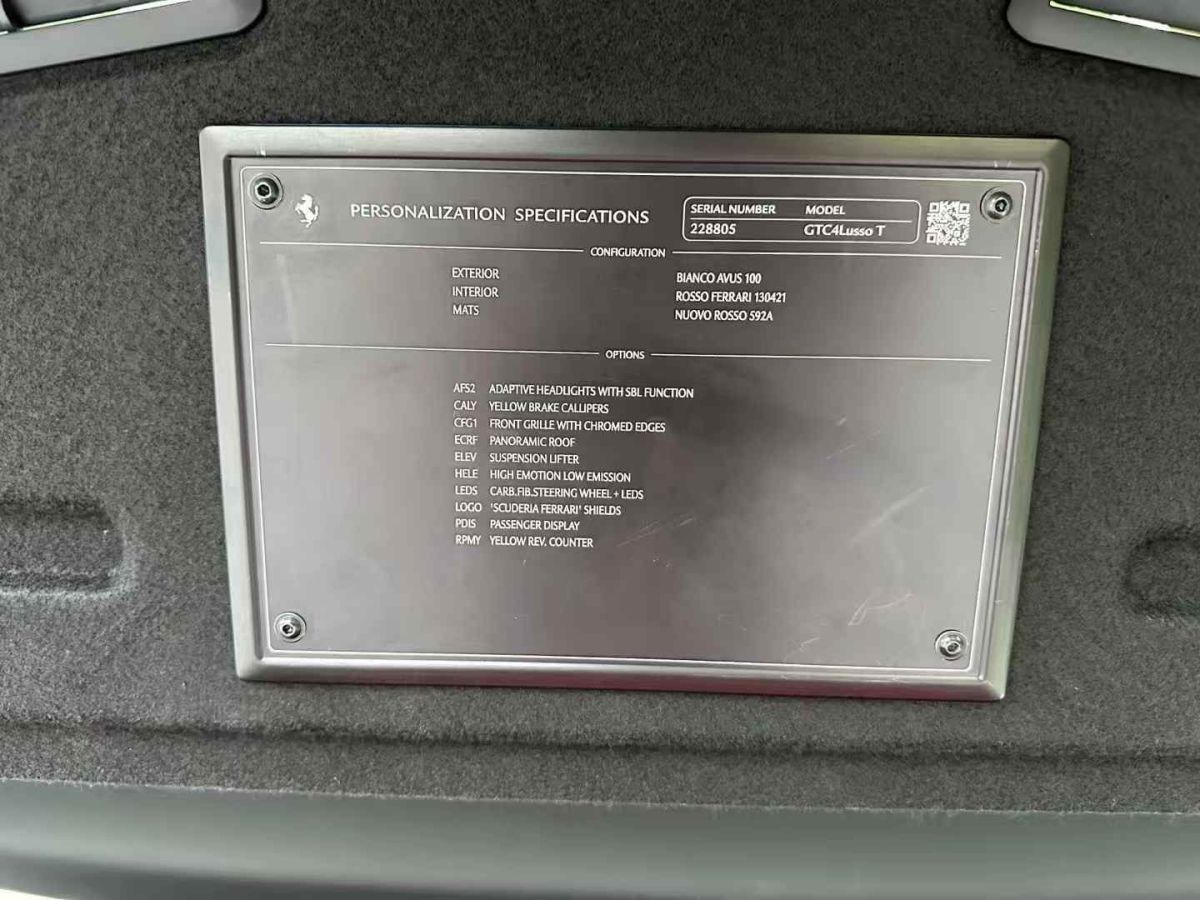 PERSONALIZATION SPECIFICATIONS
SERIAL NUMBER MODEL
228805 GTC4Lusso T
CONFIGURATION
EXTERIOR BIANCO AVUS 100
INTERIOR ROSSO FERRARI 130421
MATS NUOVO ROSSO 592A
OPTIONS
AFS2 ADAPTIVE HEADLIGHTS WITH SBL FUNCTION
CALY YELLOW BRAKE CALLIPERS
CFG1 FRONT GRILLE WITH CHROMED EDGES
ECRF PANORAMIC ROOF
ELEV SUSPENSION LIFTER
HELE HIGH EMOTION LOW EMISSION
LEDS CARB.FIB.STEERING WHEEL + LEDS
LOGO 'SCUDERIA FERRARI' SHIELDS
PDIS PASSENGER DISPLAY
RPMY YELLOW REV. COUNTER